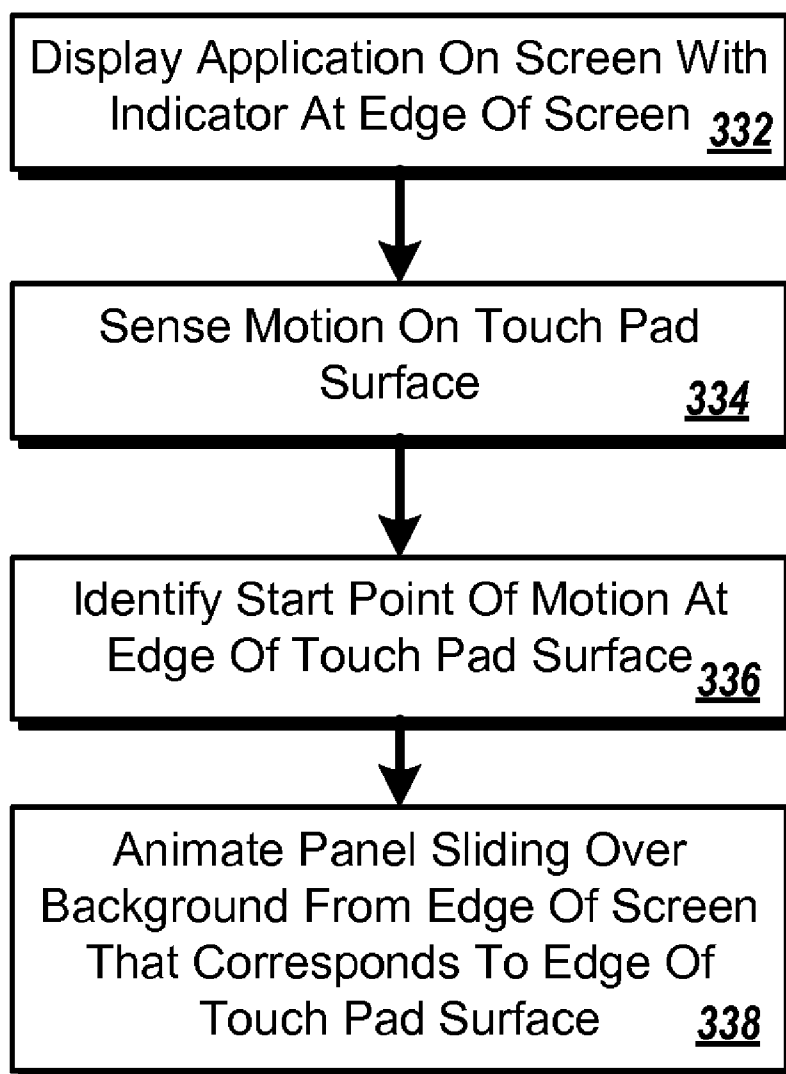 Display Application On Screen With
Indicator At Edge Of Screen 332
Sense Motion On Touch Pad
Surface
334
Identify Start Point Of Motion At
Edge Of Touch Pad Surface 336
Animate Panel Sliding Over
Background From Edge Of Screen
That Corresponds To Edge Of
Touch Pad Surface 338